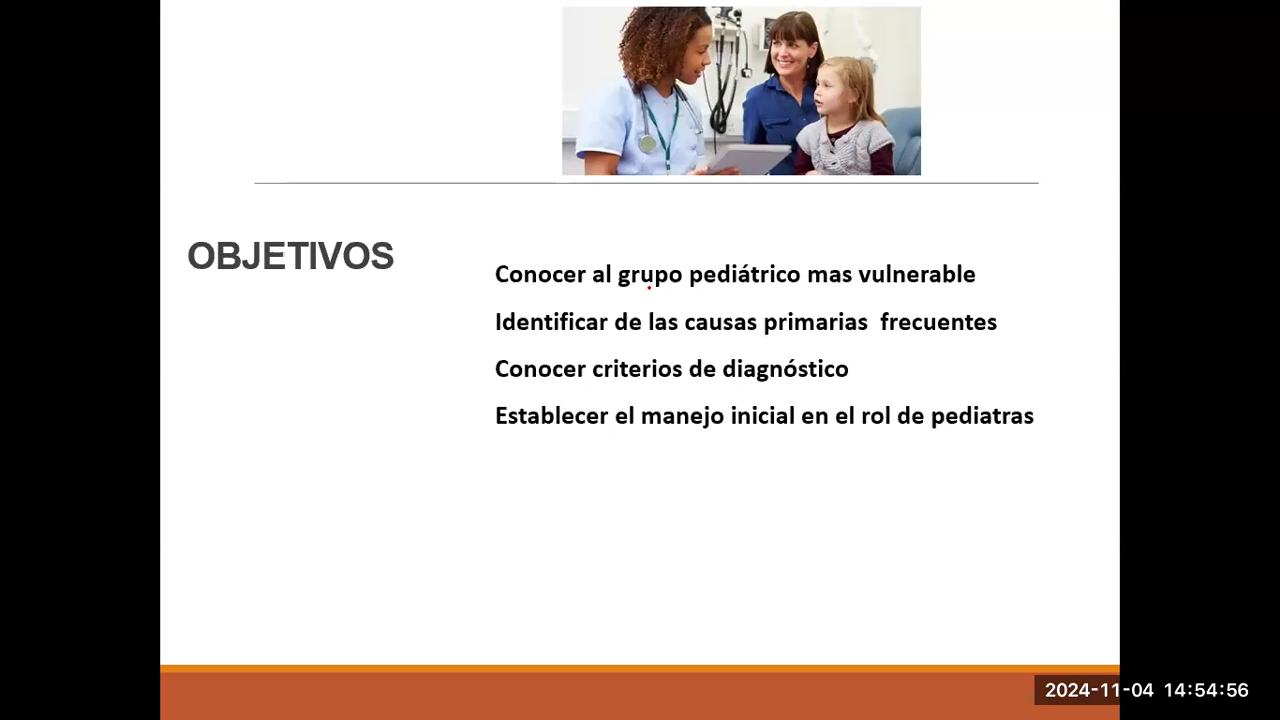 OBJETIVOS
Conocer al grupo pediátrico mas vulnerable
Identificar de las causas primarias  frecuentes
Conocer criterios de diagnóstico
Establecer el manejo inicial en el rol de pediatras
2024-11-04 14:54:56